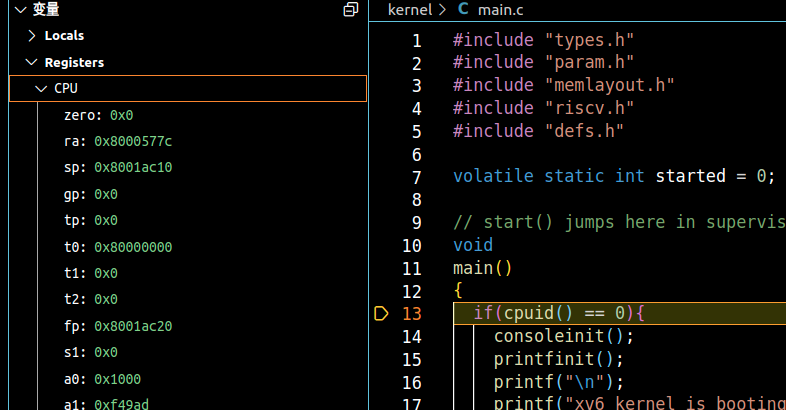 变量
Locals
Registers
CPU
zero: 0x0
ra: 0x8000577c
sp: 0x8001ac10
gp: 0x0
tp: 0x0
t0: 0x80000000
t1: 0x0
t2: 0x0
fp: 0x8001ac20
s1: 0x0
a0: 0x1000
a1: 0xf49ad
kernel > C main.c
1 #include "types.h"
2 #include "param.h"
3 #include "memlayout.h"
4 #include "riscv.h"
5 #include "defs.h"
6
7 volatile static int started = 0;
8
9 // start() jumps here in supervis
10 void
11 main()
12 {
13 if(cpuid() == 0){
14 consoleinit();
15 printfinit();
16 printf("\n");
17 printf("xv6 kernel is booting